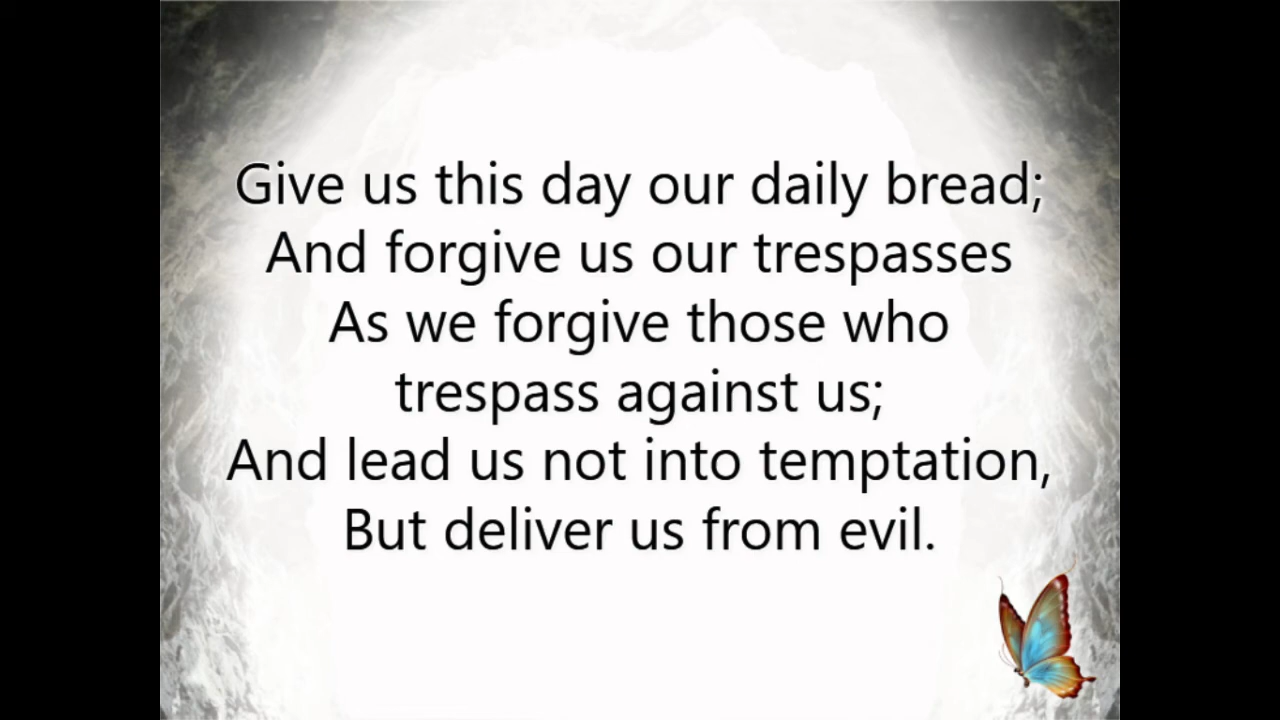 Give us this day our daily bread;
And forgive us our trespasses
As we forgive those who
trespass against us;
And lead us not into temptation,
But deliver us from evil.